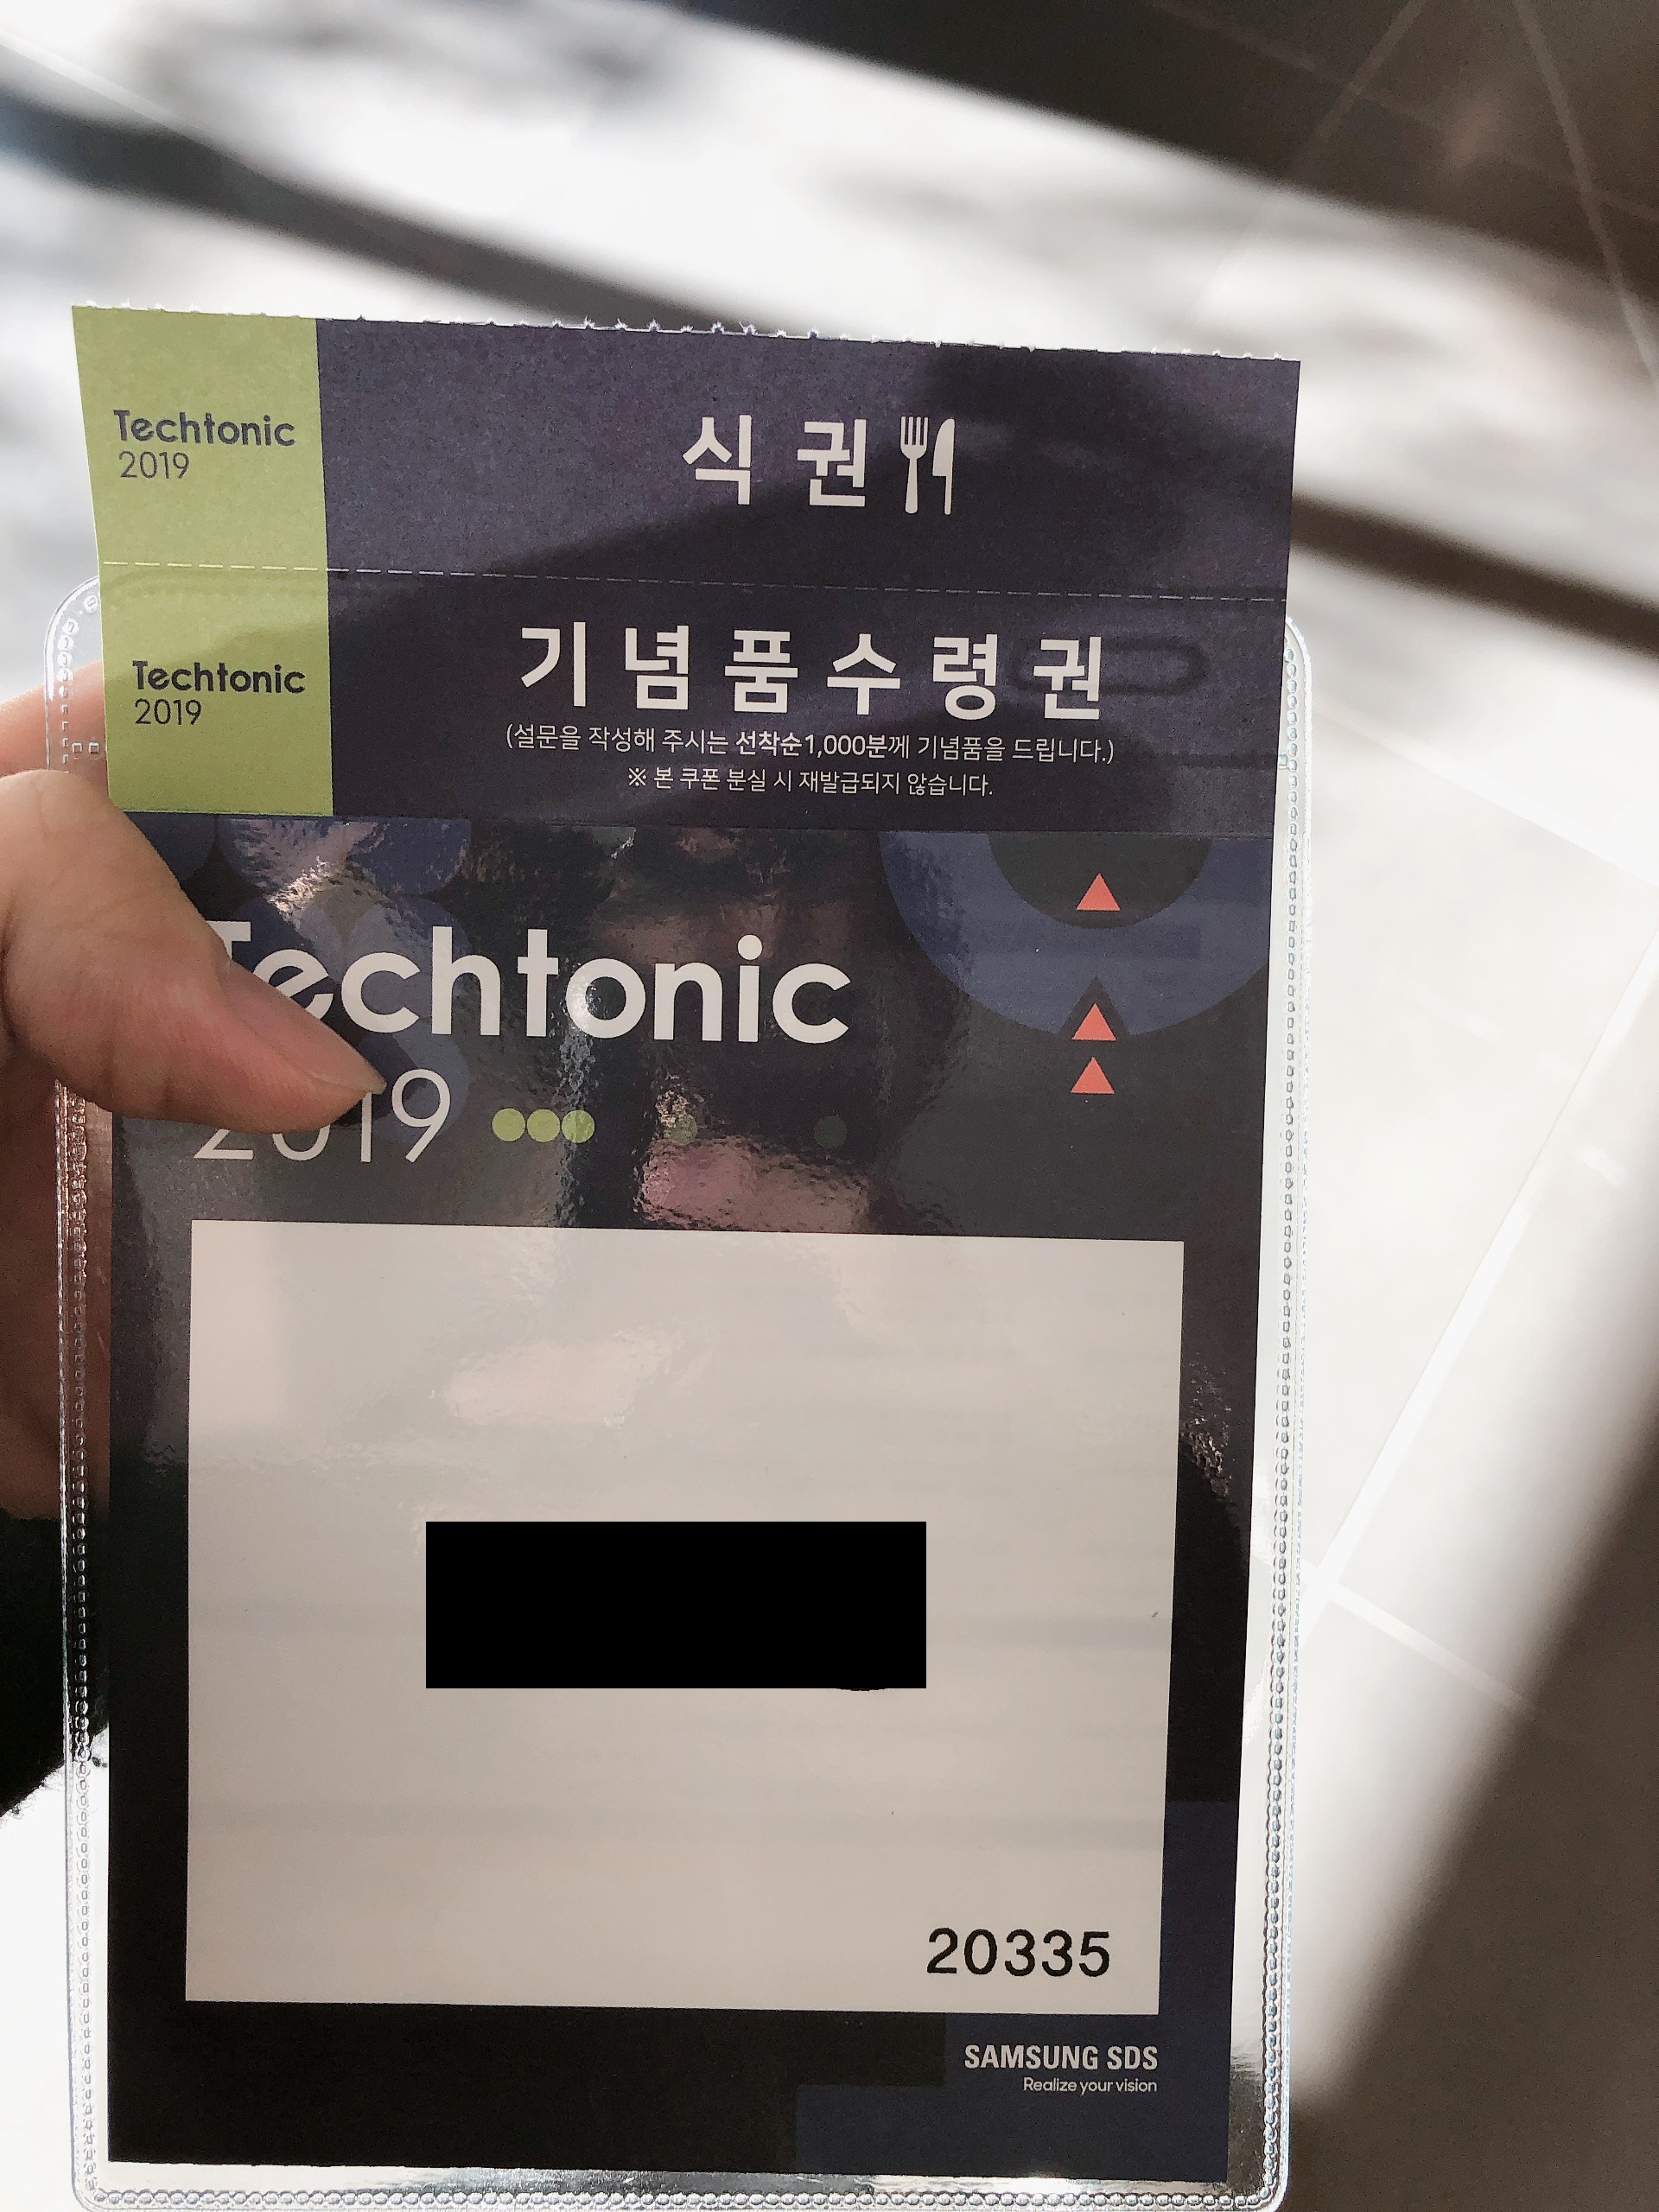 Techtonic
2019
식 권
Techtonic
2019
기념품수령권
(설문을 작성해 주시는 선착순1,000분께 기념품을 드립니다.)
※ 본 쿠폰 분실 시 재발급되지 않습니다.
Techtonic
2019
20335
SAMSUNG SDS
Realize your vision